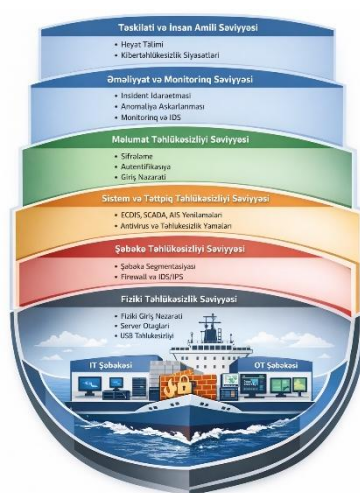 Təşkilati və İnsan Amili Səviyyəsi
• Heyət Təlimi
• Kibertəhlükəsizlik Siyasətləri
Əməliyyat və Monitorinq Səviyyəsi
• Insident İdarəetməsi
• Anomaliya Aşkarlanması
• Monitorinq və IDS
Məlumat Təhlükəsizliyi Səviyyəsi
• Şifrələmə
• Autentifikasiya
• Giriş Nəzarəti
Sistem və Təttpiq Təhlükəsizliyi Səviyyəsi
• ECDIS, SCADA, AIS Yeniləmələri
• Antivirus və Təhlükəsizlik Yamaları
Şəbəkə Təhlükəsizliyi Səviyyəsi
• Şəbəkə Segmentasiyası
• Firewall və IDS/IPS
Fiziki Təhlükəsizlik Səviyyəsi
• Fiziki Giriş Nəzarəti
• Server Otaqları
• USB Təhlükəsizliyi
IT Şəbəkəsi
OT Şəbəkəsi